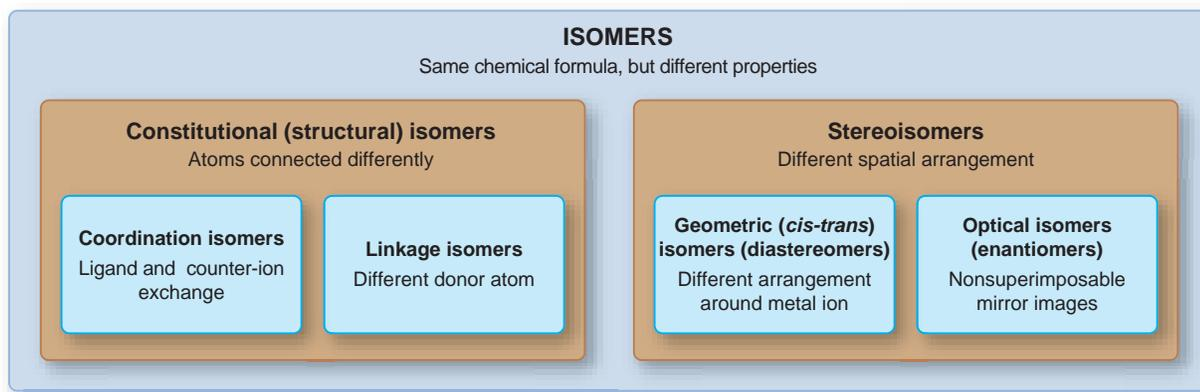 ISOMERS
Same chemical formula, but different properties
Constitutional (structural) isomers
Atoms connected differently
Coordination isomers
Ligand and counter-ion
exchange
Linkage isomers
Different donor atom
Stereoisomers
Different spatial arrangement
Geometric (cis-trans)
isomers (diastereomers)
Different arrangement
around metal ion
Optical isomers
(enantiomers)
Nonsuperimposable
mirror images